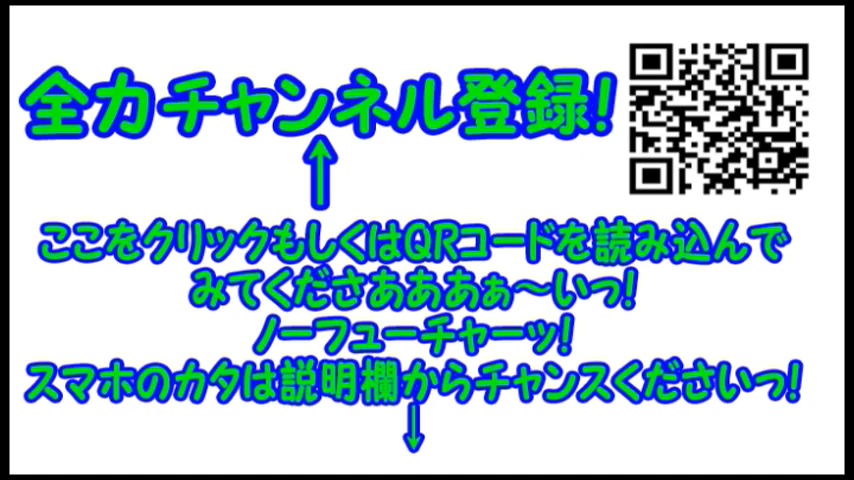 全力チャンネル登録!
↑
ここをクリックもしくはQRコードを読み込んで
みてくださあああぁ～いっ!
ノーフューチャーッ!
スマホのカタは説明欄からチャンスくださいっ!
↓